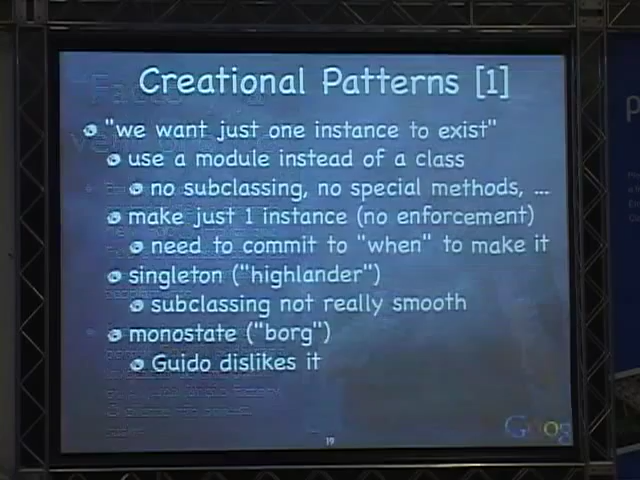 Creational Patterns [1]
"we want just one instance to exist"
use a module instead of a class
no subclassing, no special methods, ...
make just 1 instance (no enforcement)
need to commit to "when" to make it
singleton ("highlander")
subclassing not really smooth
monostate ("borg")
Guido dislikes it
Goog
19